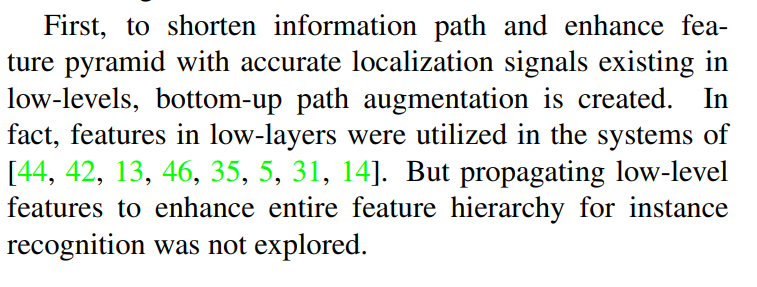 First, to shorten information path and enhance fea-
ture pyramid with accurate localization signals existing in
low-levels, bottom-up path augmentation is created. In
fact, features in low-layers were utilized in the systems of
[44, 42, 13, 46, 35, 5, 31, 14]. But propagating low-level
features to enhance entire feature hierarchy for instance
recognition was not explored.